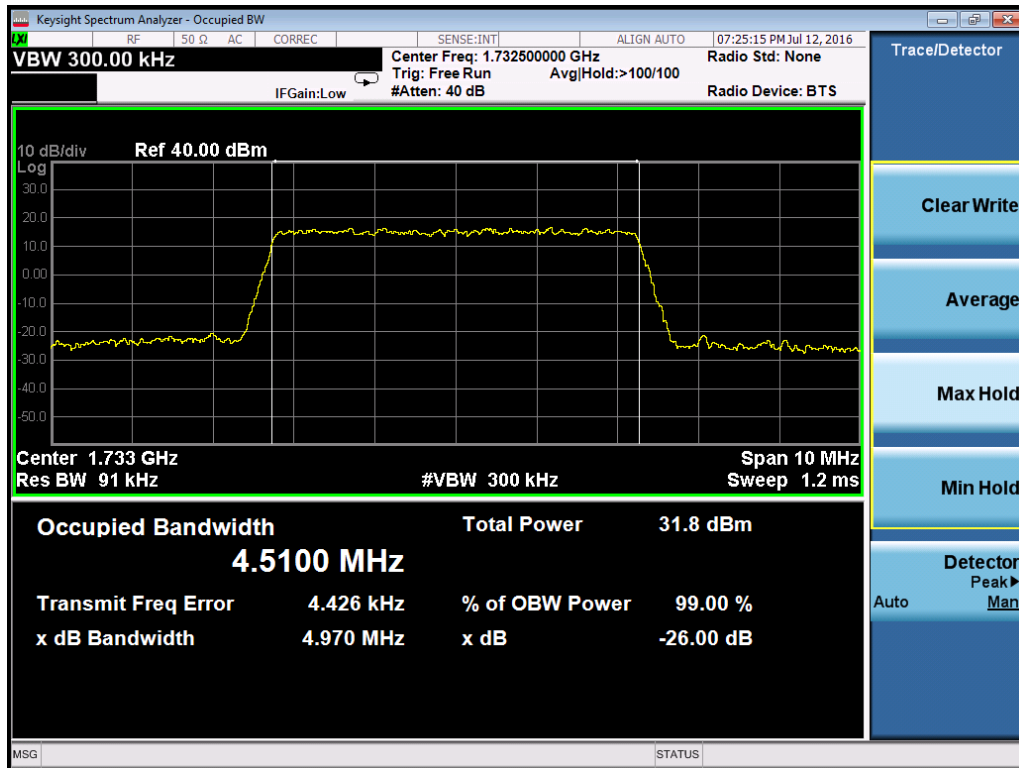 Keysight Spectrum Analyzer - Occupied BW
LXI RF 50 Ω AC CORREC SENSE:INT ALIGN AUTO 07:25:15 PM Jul 12, 2016
VBW 300.00 kHz
Center Freq: 1.732500000 GHz Radio Std: None
Trig: Free Run Avg|Hold:>100/100
IFGain:Low #Atten: 40 dB Radio Device: BTS
Trace/Detector
10 dB/div Ref 40.00 dBm
Log
30.0
20.0
10.0
0.00
-10.0
-20.0
-30.0
-40.0
-50.0
Center 1.733 GHz Span 10 MHz
Res BW 91 kHz #VBW 300 kHz Sweep 1.2 ms
Occupied Bandwidth Total Power 31.8 dBm
4.5100 MHz
Transmit Freq Error 4.426 kHz % of OBW Power 99.00 %
x dB Bandwidth 4.970 MHz x dB -26.00 dB
Clear Write
Average
Max Hold
Min Hold
Detector
Peak▶
Auto Man
MSG STATUS